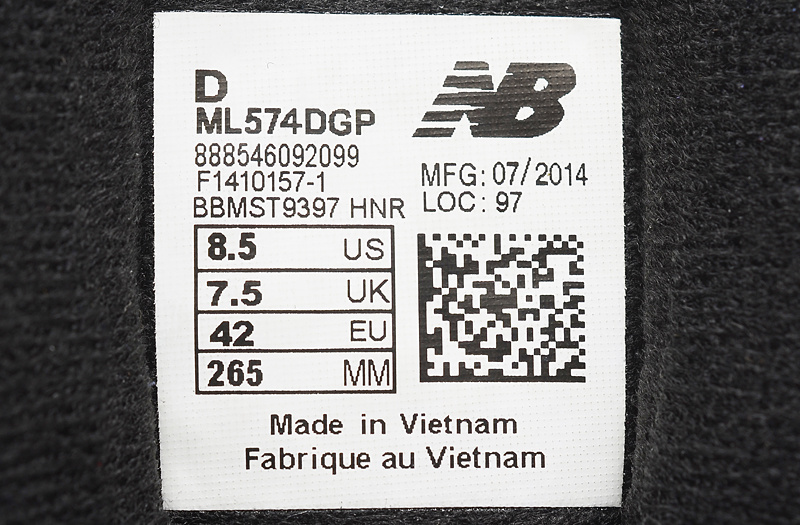 D
ML574DGP
888546092099
F1410157-1
BBMST9397 HNR
NB
MFG: 07/2014
LOC: 97
8.5 US
7.5 UK
42 EU
265 MM
Made in Vietnam
Fabrique au Vietnam